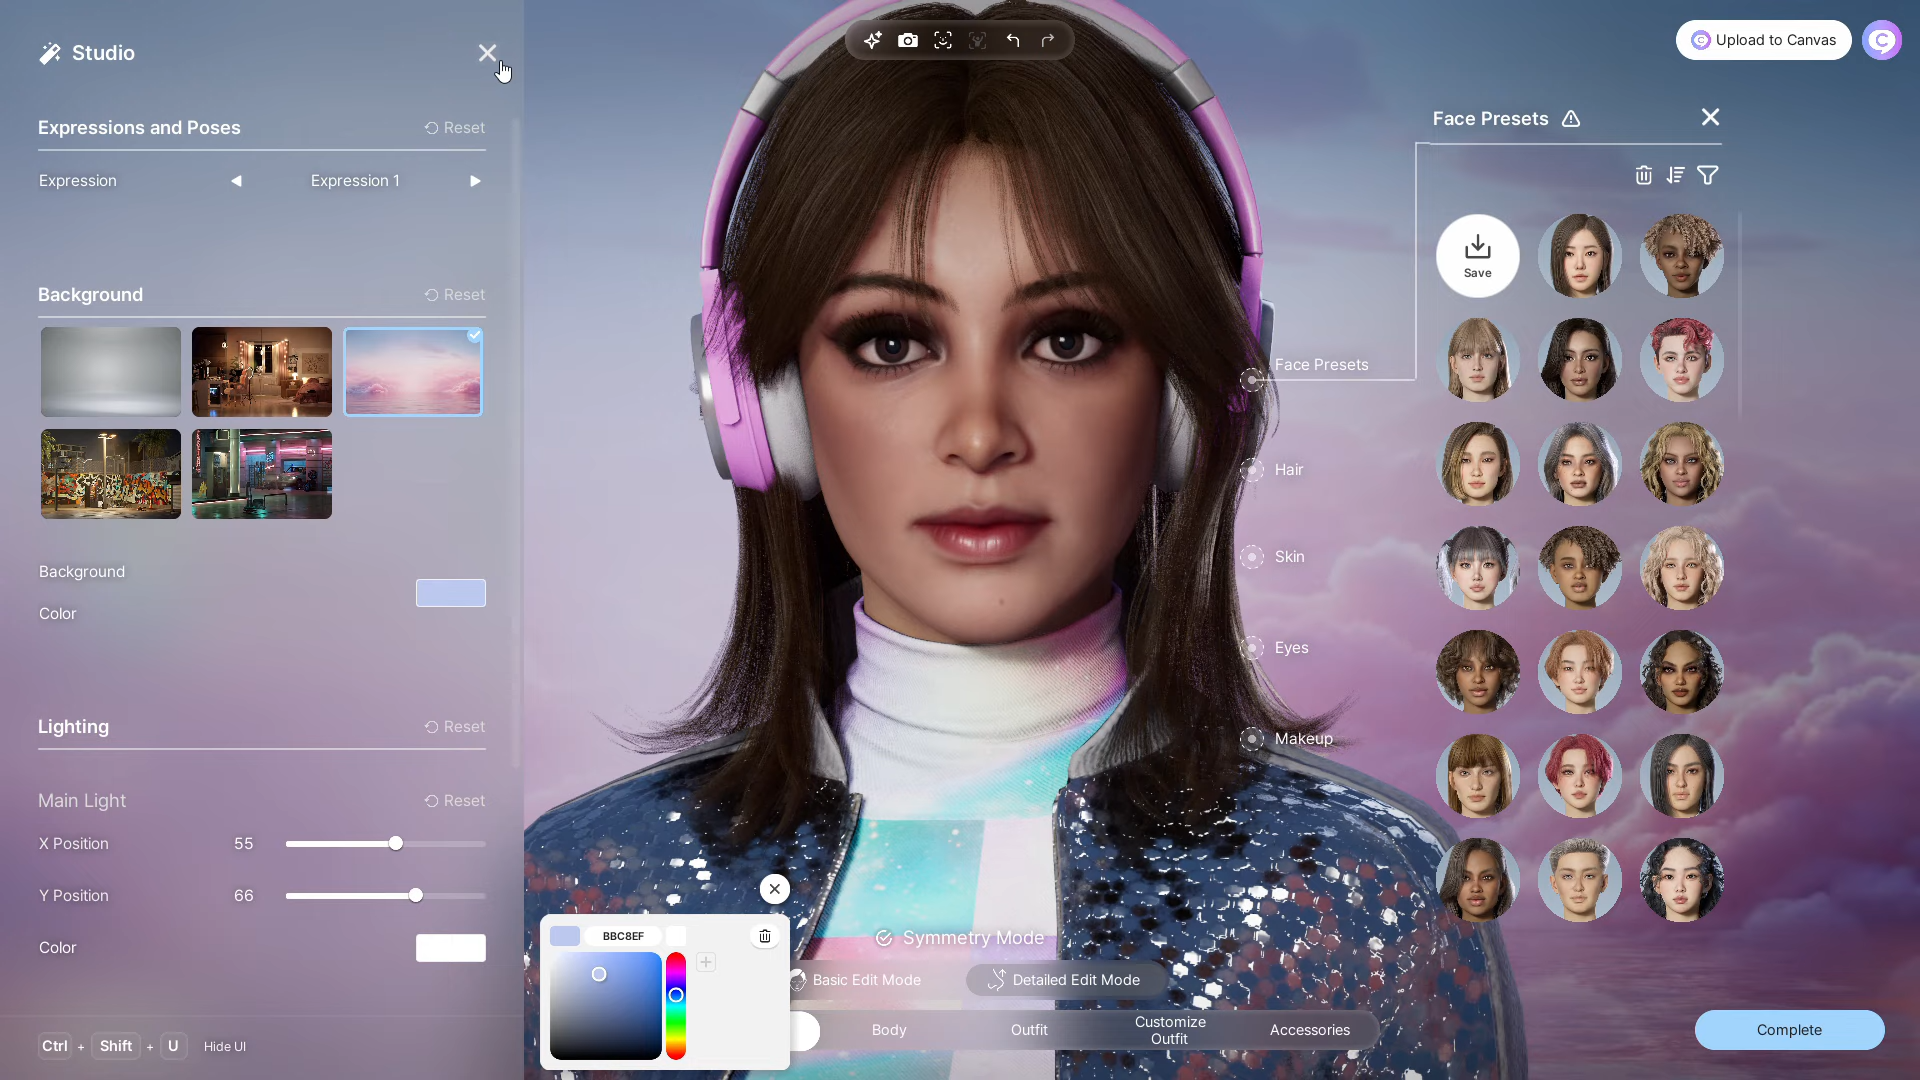 Studio
Expressions and Poses
Reset
Expression
Expression 1
Background
Reset
Background
Color
Lighting
Reset
Main Light
Reset
X Position
55
Y Position
66
Color
Ctrl + Shift + U Hide UI
BBC8EF
Upload to Canvas
Face Presets
Save
Face Presets
Hair
Skin
Eyes
Makeup
Symmetry Mode
Basic Edit Mode
Detailed Edit Mode
Body
Outfit
Customize
Outfit
Accessories
Complete